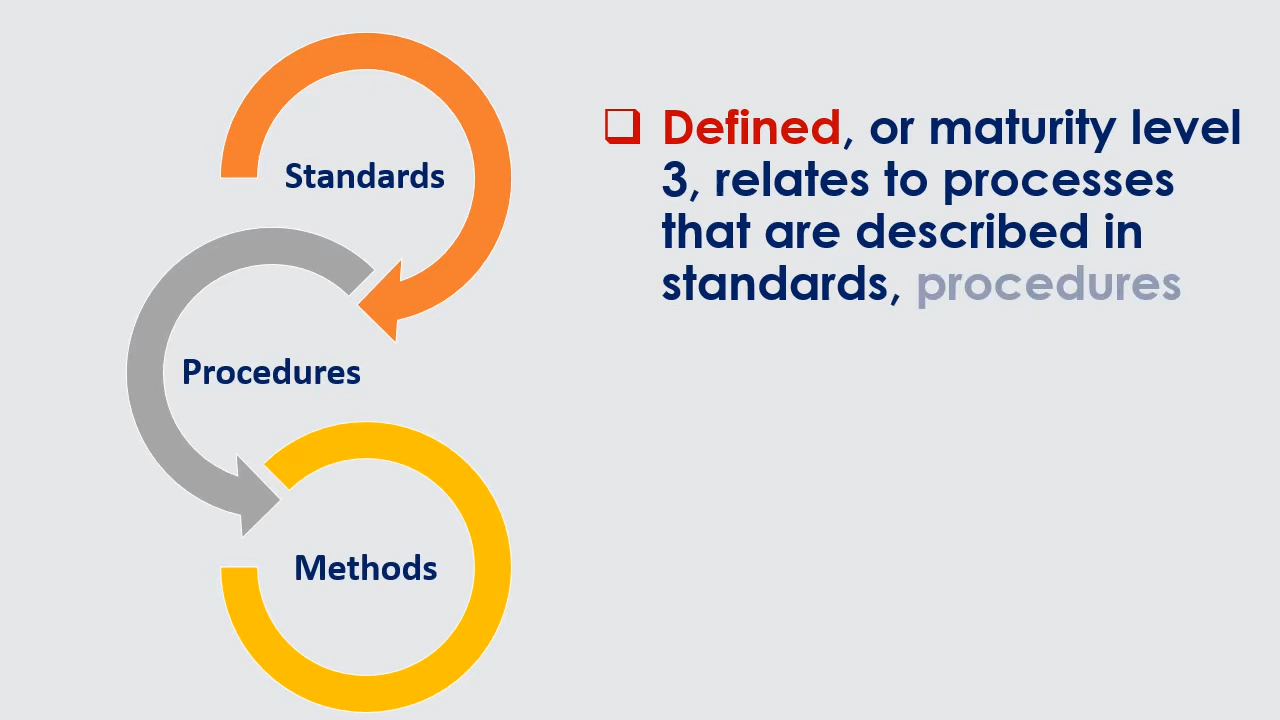 Standards
Procedures
Methods
❑ Defined, or maturity level
3, relates to processes
that are described in
standards, procedures